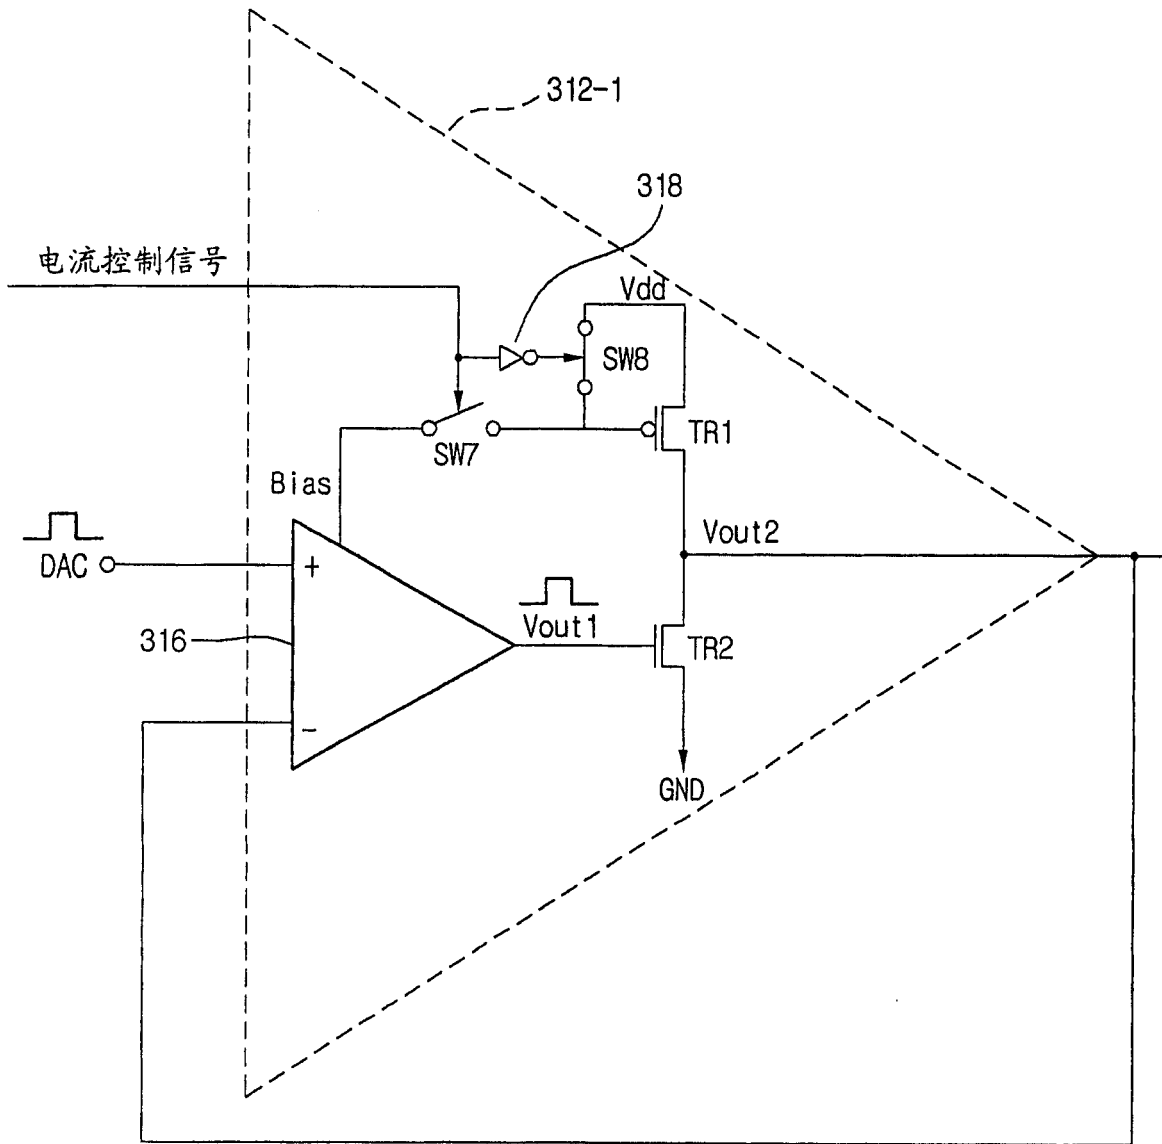 312-1
318
电流控制信号
Vdd
SW8
SW7
TR1
Bias
DAC
+
Vout2
Vout1
316
TR2
-
GND